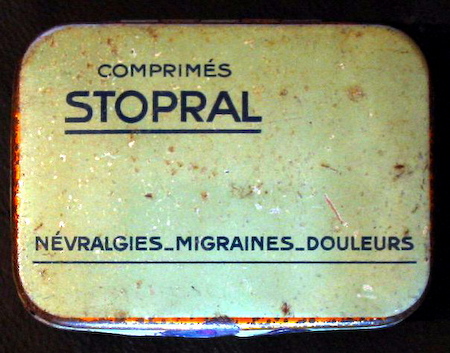 COMPRIMÉS
STOPRAL
NÉVRALGIES_MIGRAINES_DOULEURS